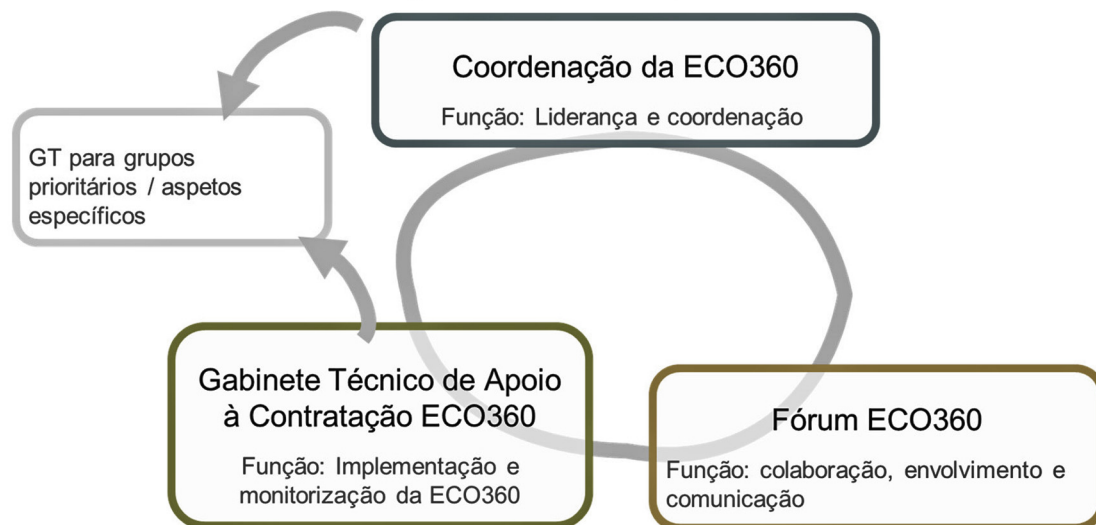 Coordenação da ECO360
Função: Liderança e coordenação
GT para grupos
prioritários / aspetos
específicos
Gabinete Técnico de Apoio
à Contratação ECO360
Função: Implementação e
monitorização da ECO360
Fórum ECO360
Função: colaboração, envolvimento e
comunicação